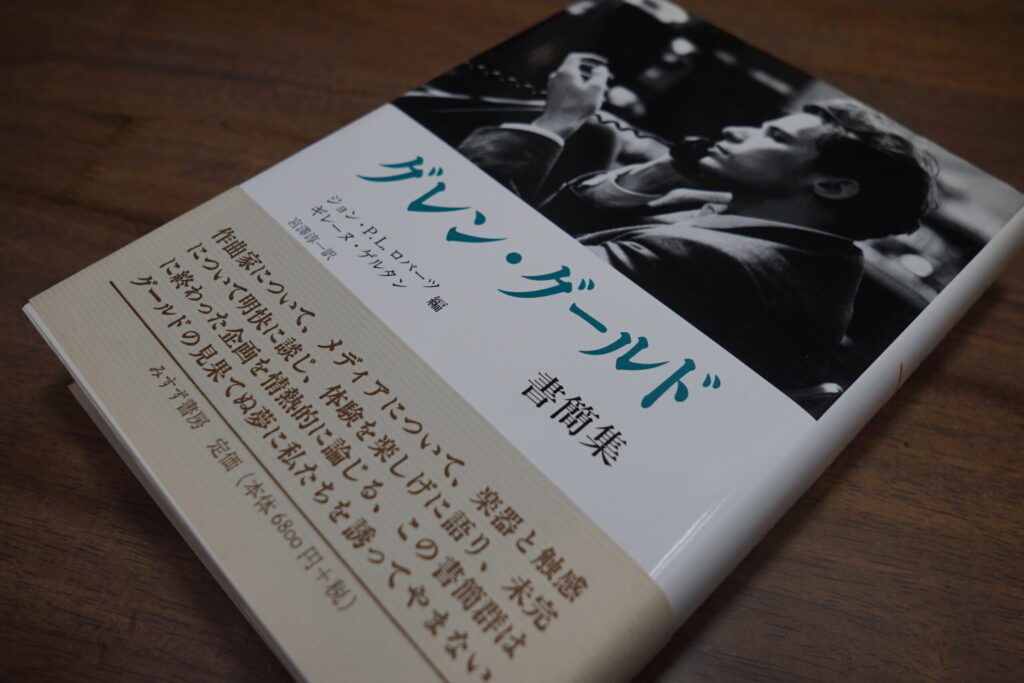 グレン・グールド
書簡集
ジョン・P.L.ロバーツ
ギレーヌ・ゲルタン 編
宮澤淳一訳
作曲家について、メディアについて、楽器と触感
について明快に談じ、体験を楽しげに語り、未完
に終わった企画を情熱的に論じる、この書簡群は
グールドの見果てぬ夢に私たちを誘ってやまない
みすず書房 定価(本体6800円+税)